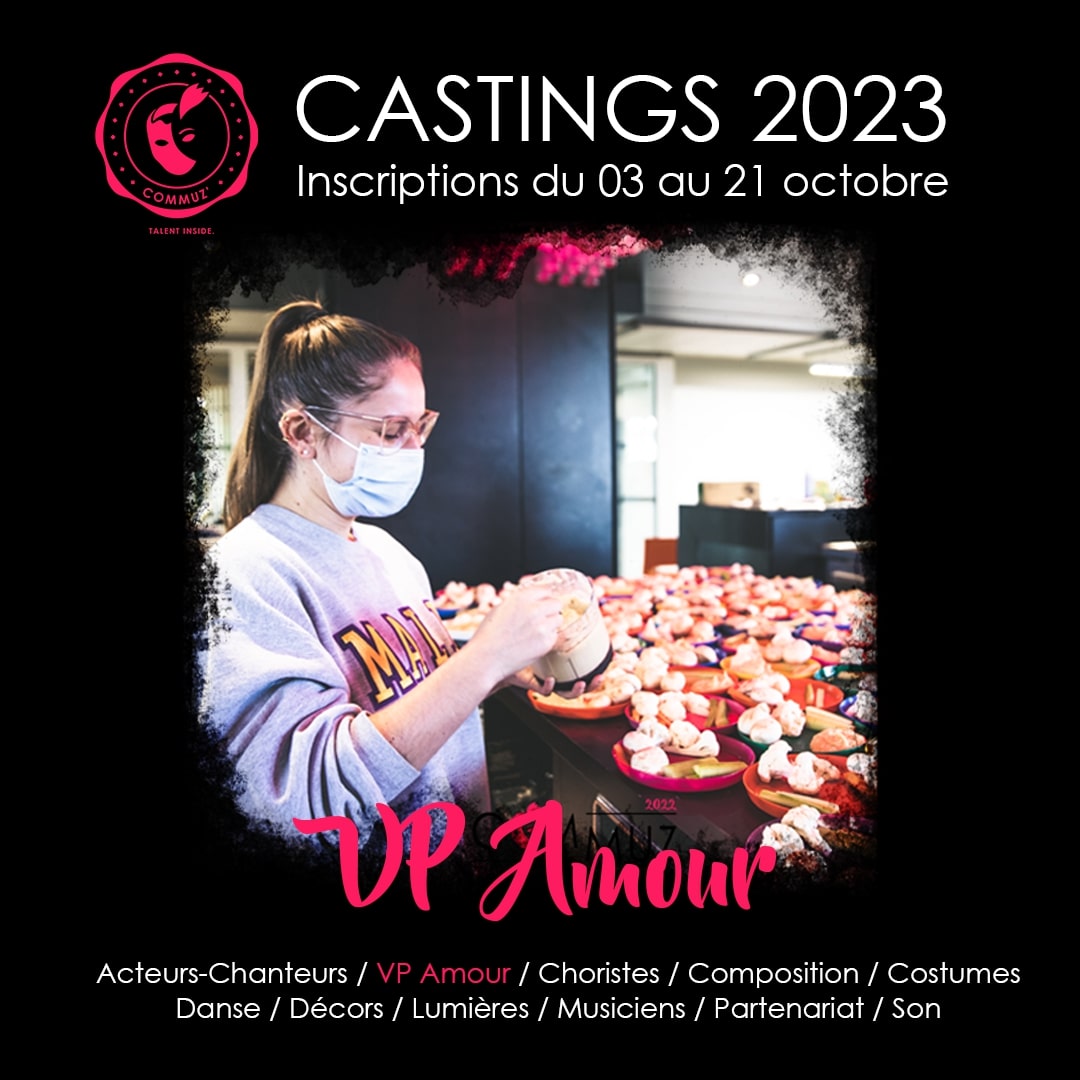 CASTINGS 2023
Inscriptions du 03 au 21 octobre
COMMUZ'
TALENT INSIDE.
2022
VP Amour
Acteurs-Chanteurs / VP Amour / Choristes / Composition / Costumes
Danse / Décors / Lumières / Musiciens / Partenariat / Son